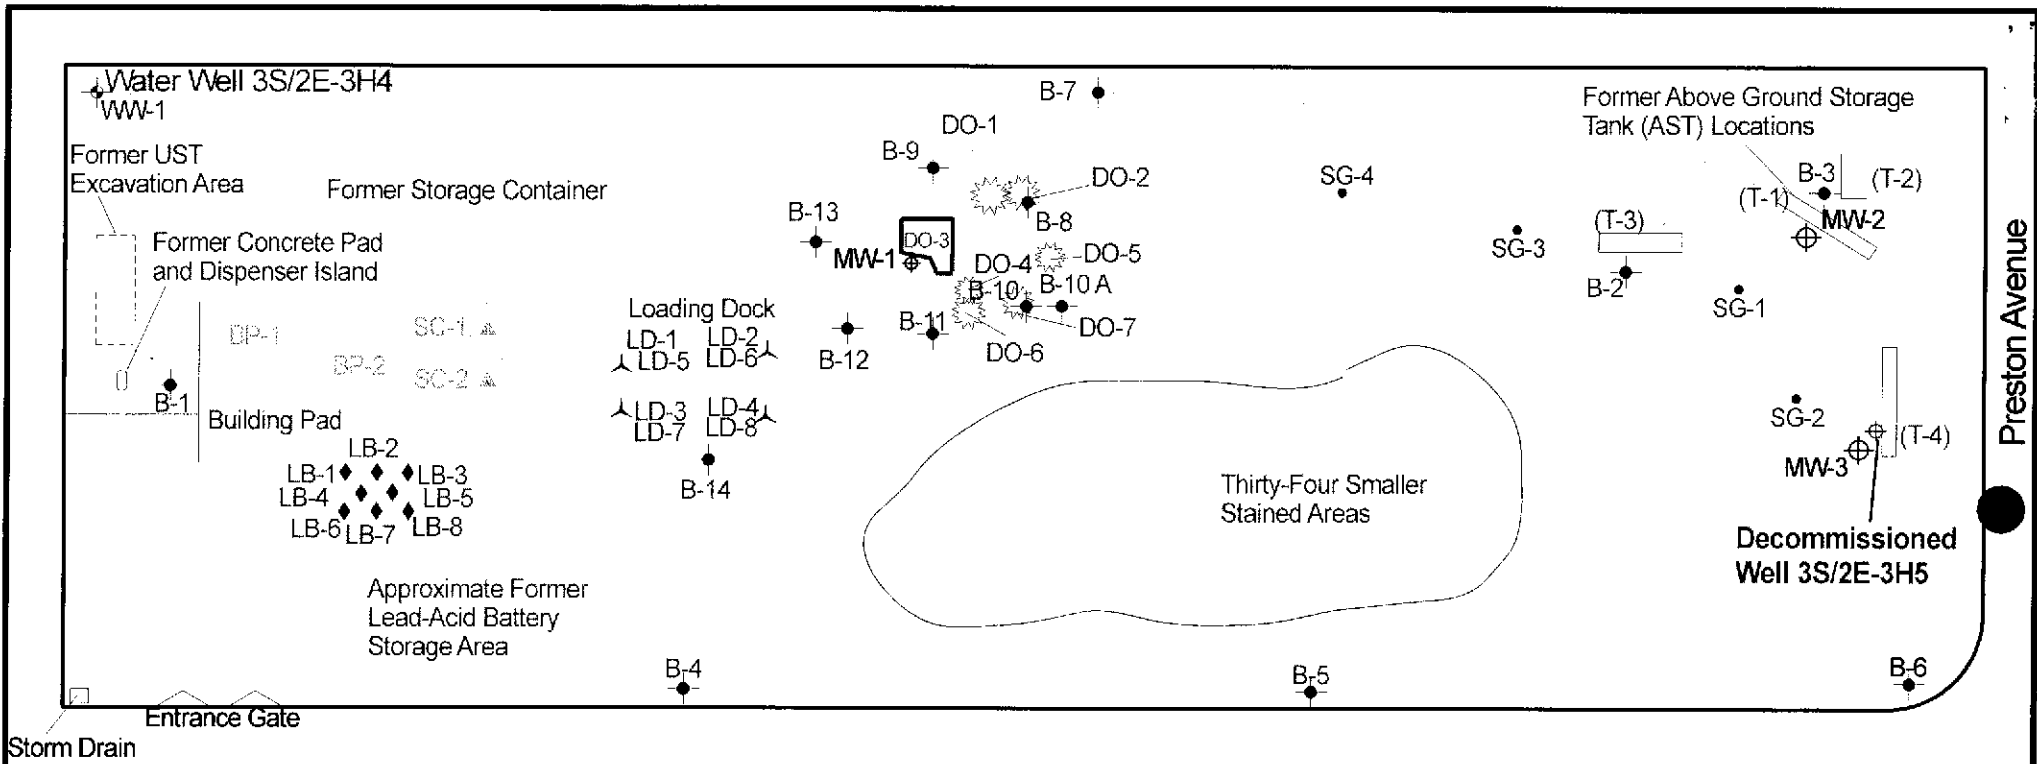 Water Well 3S/2E-3H4
WW-1
B-7
DO-1
Former Above Ground Storage
Tank (AST) Locations
Former UST
Excavation Area
B-9
Former Storage Container
DO-2
SG-4
B-3
(T-2)
(T-1)
B-13
B-8
MW-2
(T-3)
Former Concrete Pad
and Dispenser Island
DO-3
MW-1
DO-4
DO-5
SG-3
B-10
B-10 A
B-2
SG-1
Loading Dock
DP-1
SC-1
LD-1
LD-2
LD-5
LD-6
B-12
B-11
DO-7
DO-6
BP-2
SC-2
B-1
Building Pad
LD-3
LD-4
LD-7
LD-8
SG-2
(T-4)
MW-3
Preston Avenue
LB-2
LB-1
LB-3
LB-4
LB-5
LB-6
LB-7
LB-8
B-14
Thirty-Four Smaller
Stained Areas
Decommissioned
Well 3S/2E-3H5
Approximate Former
Lead-Acid Battery
Storage Area
B-4
B-5
B-6
Entrance Gate
Storm Drain